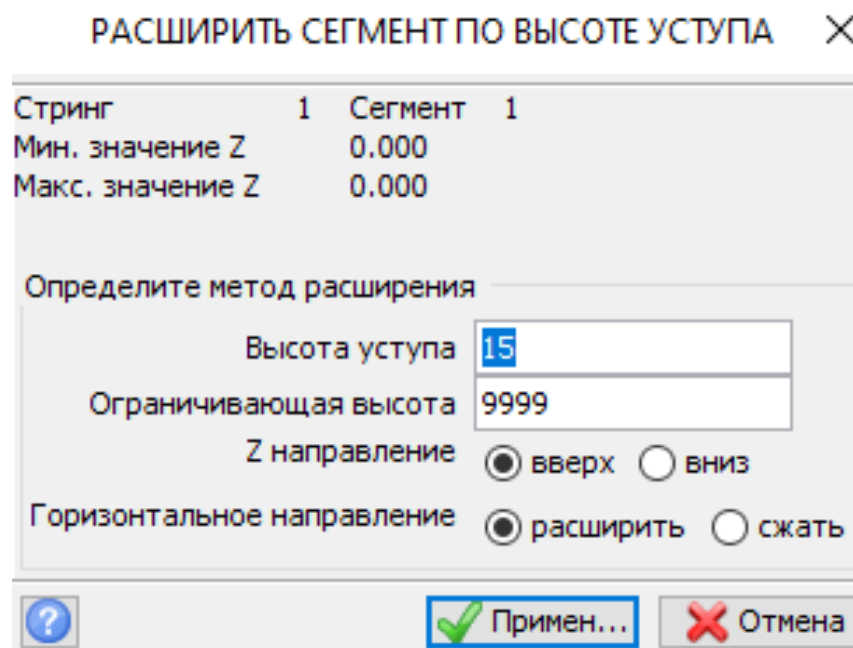 РАСШИРИТЬ СЕГМЕНТ ПО ВЫСОТЕ УСТУПА
Стринг 1 Сегмент 1
Мин. значение Z 0.000
Макс. значение Z 0.000
Определите метод расширения
Высота уступа 15
Ограничивающая высота 9999
Z направление вверх вниз
Горизонтальное направление расширить сжать
? Примен... Отмена